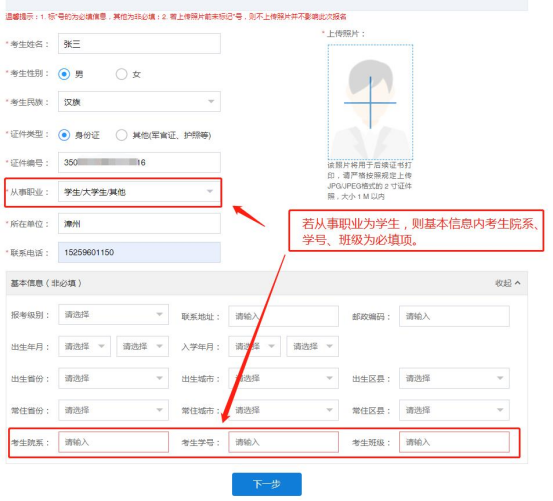 温馨提示：1. 标*号的为必填信息，其他为非必填；2. 若上传照片前未标记*号，则不上传照片并不影响此次报名
* 考生姓名： 张三
* 上传照片：
* 考生性别： 男 女
* 考生民族： 汉族
* 证件类型： 身份证 其他(军官证、护照等)
* 证件编号： 350 16
该照片将用于后续证书打
印，请严格按照规定上传
JPG/JPEG格式的 2 寸证件
照，大小 1 M 以内
* 从事职业： 学生/大学生/其他
* 所在单位： 漳州
若从事职业为学生，则基本信息内考生院系、
学号、班级为必填项。
* 联系电话： 15259601150
基本信息（非必填） 收起
报考级别： 请选择 联系地址： 请输入 邮政编码： 请输入
出生年月： 请选择 请选择 入学年月： 请选择 请选择
出生省份： 请选择 出生城市： 请选择 出生区县： 请选择
常住省份： 请选择 常住城市： 请选择 常住区县： 请选择
考生院系： 请输入 考生学号： 请输入 考生班级： 请输入
下一步